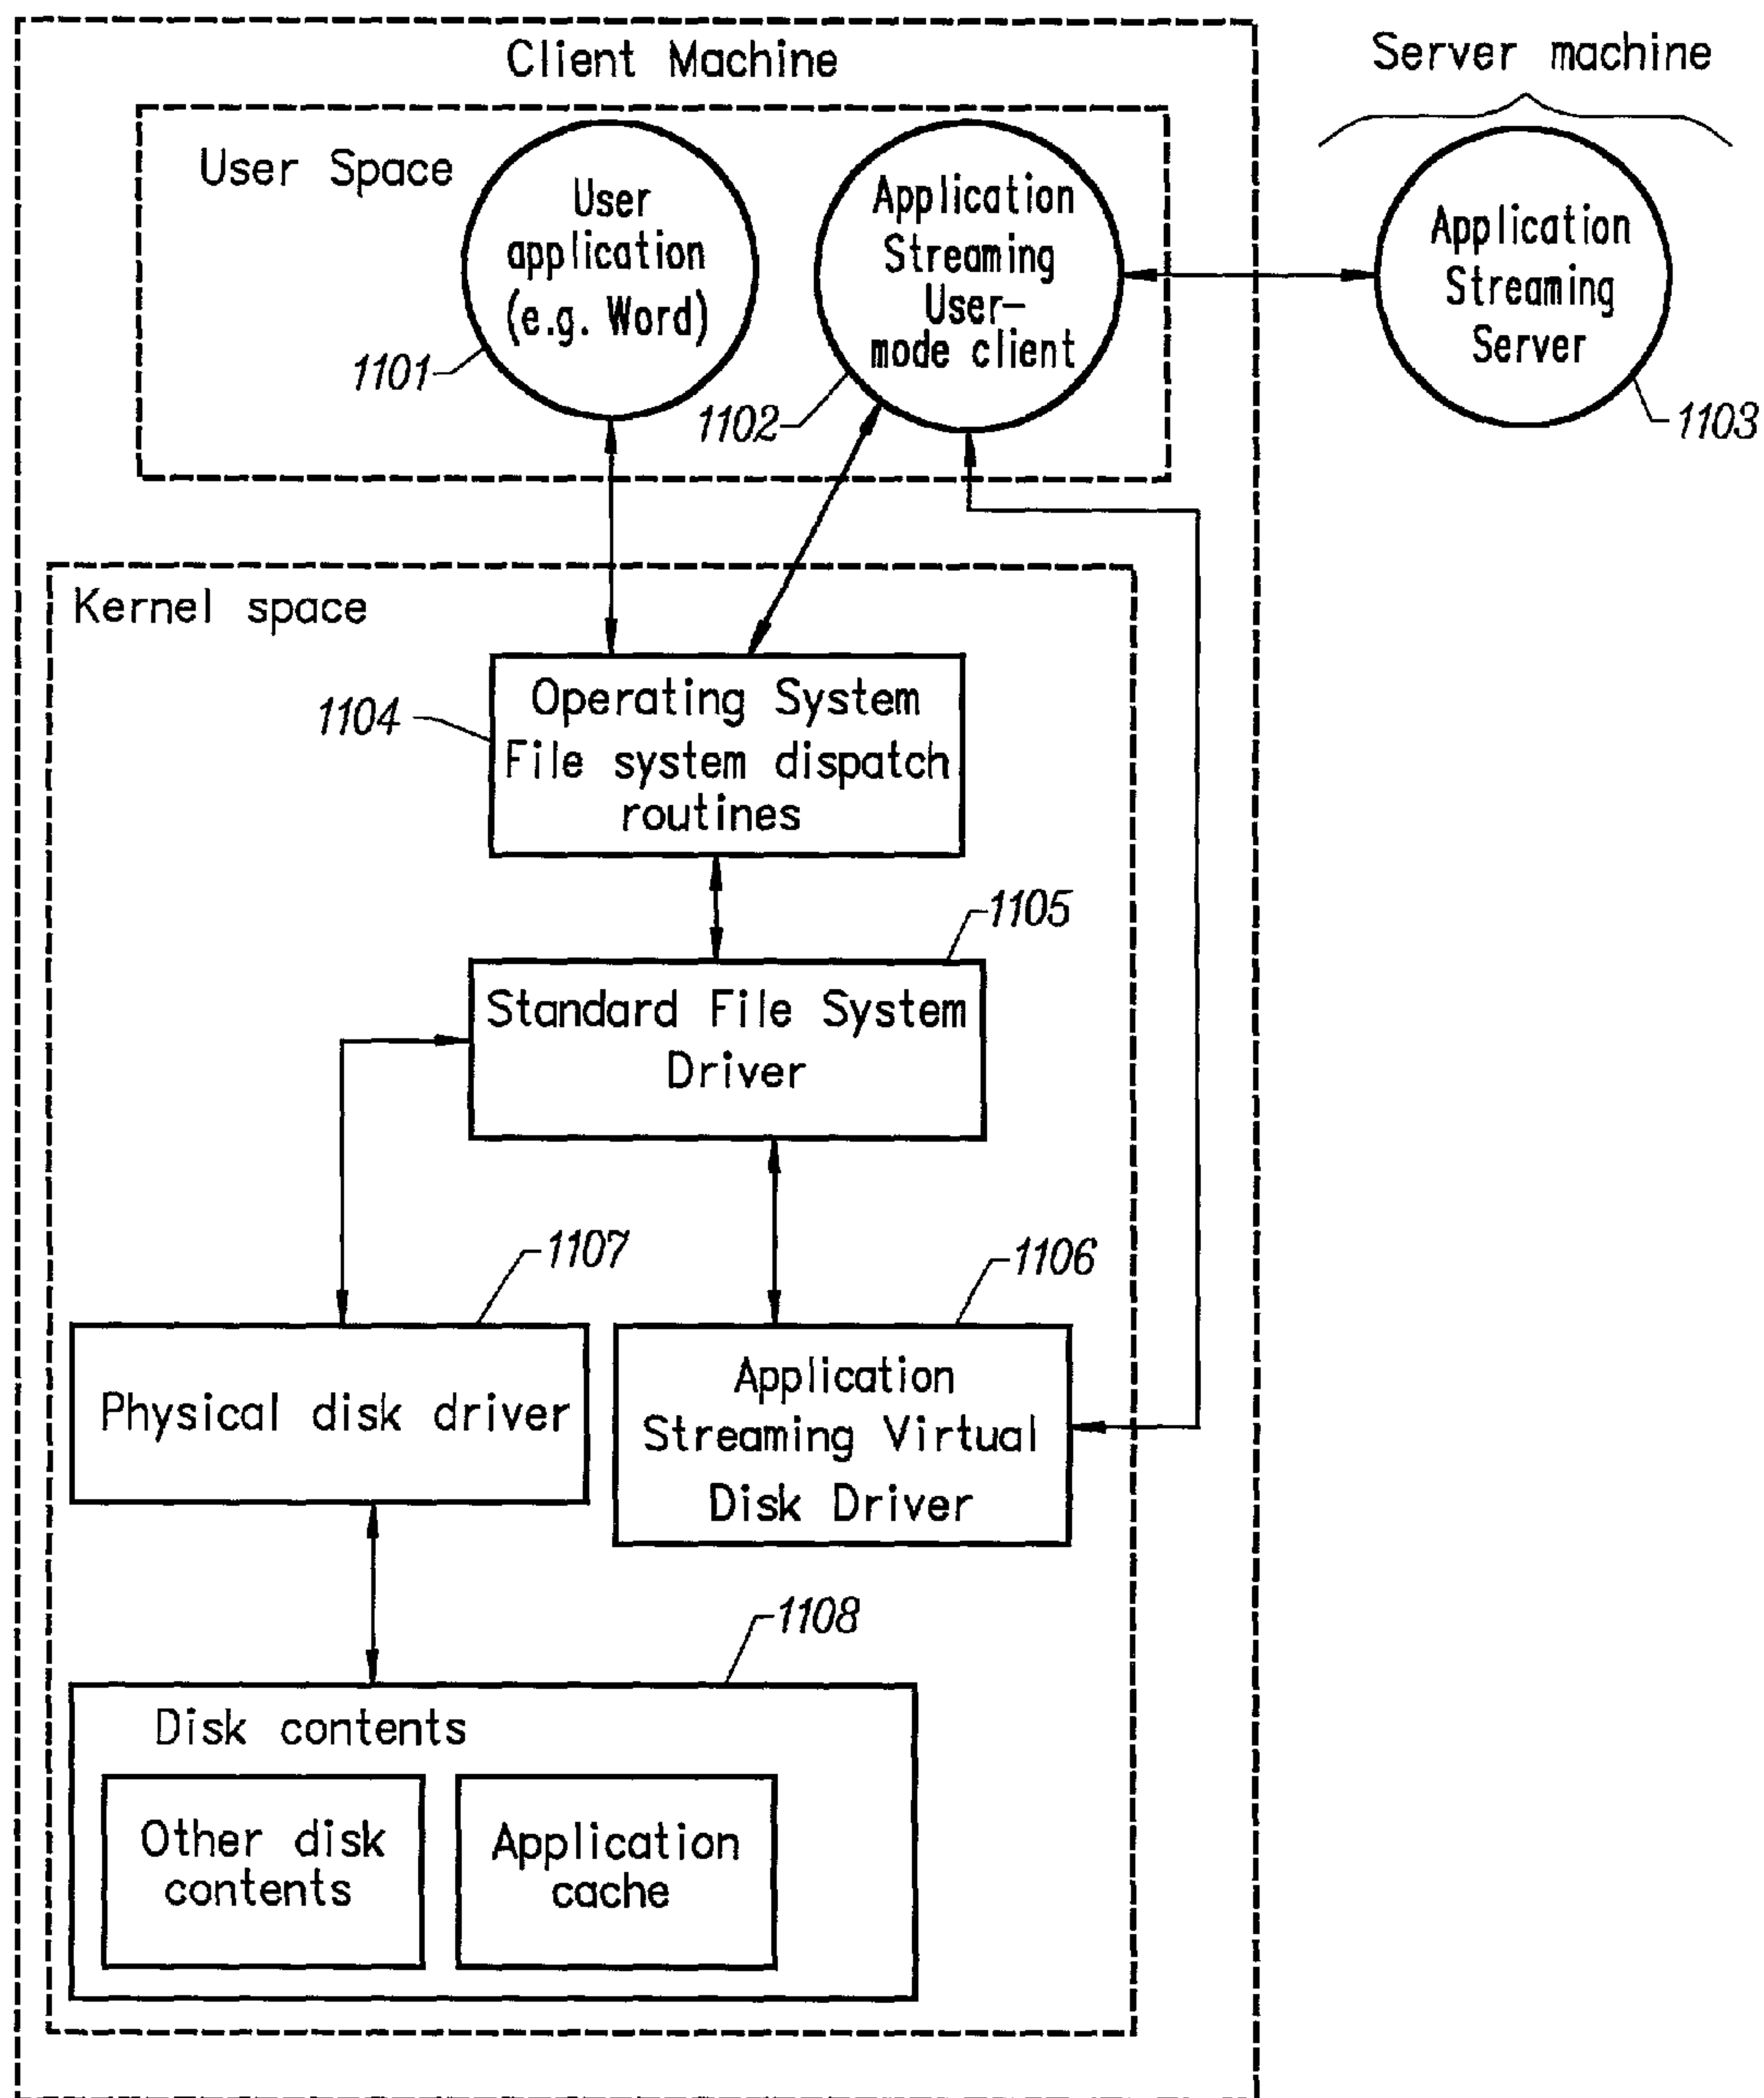 Client Machine
Server machine
User Space
User
application
(e.g. Word)
1101
Application
Streaming
User-
mode client
1102
Application
Streaming
Server
1103
Kernel space
Operating System
File system dispatch
routines
1104
1105
Standard File System
Driver
1107
Physical disk driver
1106
Application
Streaming Virtual
Disk Driver
1108
Disk contents
Other disk
contents
Application
cache